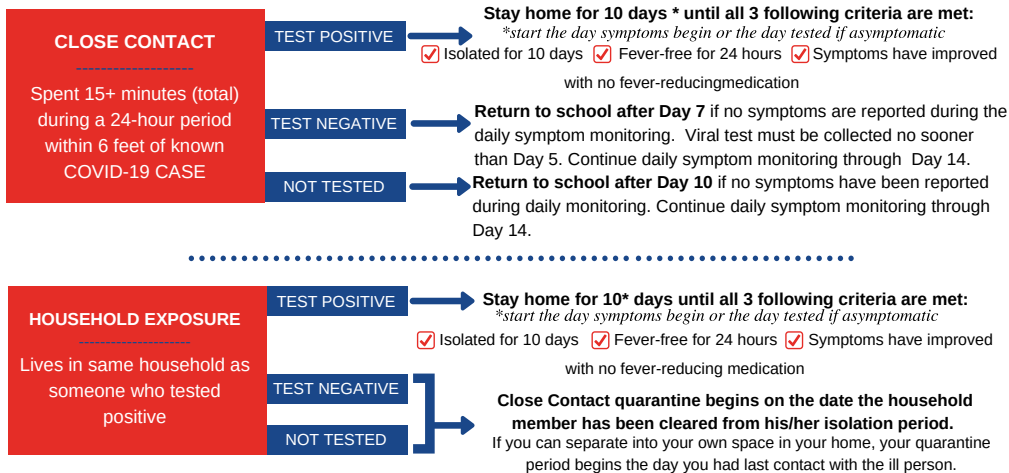 CLOSE CONTACT
--------------------
Spent 15+ minutes (total)
during a 24-hour period
within 6 feet of known
COVID-19 CASE
TEST POSITIVE
Stay home for 10 days * until all 3 following criteria are met:
*start the day symptoms begin or the day tested if asymptomatic
Isolated for 10 days Fever-free for 24 hours Symptoms have improved
with no fever-reducingmedication
TEST NEGATIVE
Return to school after Day 7 if no symptoms are reported during the
daily symptom monitoring. Viral test must be collected no sooner
than Day 5. Continue daily symptom monitoring through Day 14.
NOT TESTED
Return to school after Day 10 if no symptoms have been reported
during daily monitoring. Continue daily symptom monitoring through
Day 14.
HOUSEHOLD EXPOSURE
--------------------
Lives in same household as
someone who tested
positive
TEST POSITIVE
Stay home for 10* days until all 3 following criteria are met:
*start the day symptoms begin or the day tested if asymptomatic
Isolated for 10 days Fever-free for 24 hours Symptoms have improved
with no fever-reducing medication
TEST NEGATIVE
NOT TESTED
Close Contact quarantine begins on the date the household
member has been cleared from his/her isolation period.
If you can separate into your own space in your home, your quarantine
period begins the day you had last contact with the ill person.